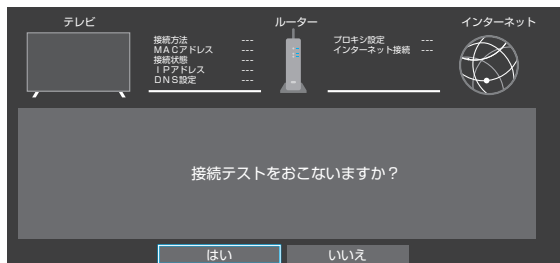 テレビ
ルーター
インターネット
接続方法 ---
MACアドレス ---
接続状態 ---
IPアドレス ---
DNS設定 ---
プロキシ設定 ---
インターネット接続 ---
接続テストをおこないますか？
はい
いいえ